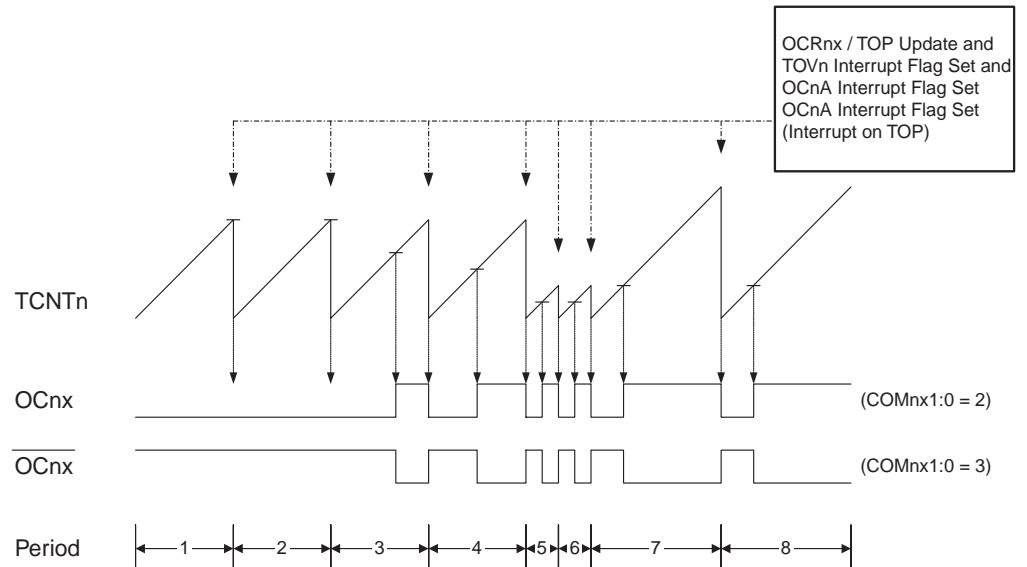 OCRnx / TOP Update and
TOVn Interrupt Flag Set and
OCnA Interrupt Flag Set
OCnA Interrupt Flag Set
(Interrupt on TOP)
TCNTn
OCnx (COMnx1:0 = 2)
OCnx (COMnx1:0 = 3)
Period 1 2 3 4 5 6 7 8